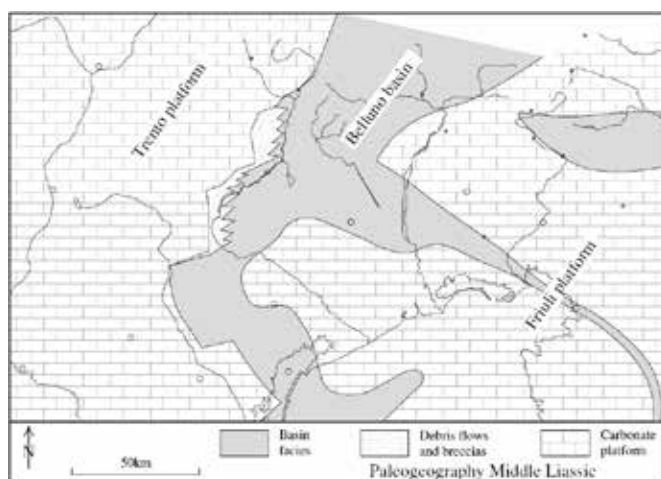 Trento platform
Belluno basin
Friuli platform
N
50km
Basin
facies
Debris flows
and breccias
Carbonate
platform
Paleogeography Middle Liassic